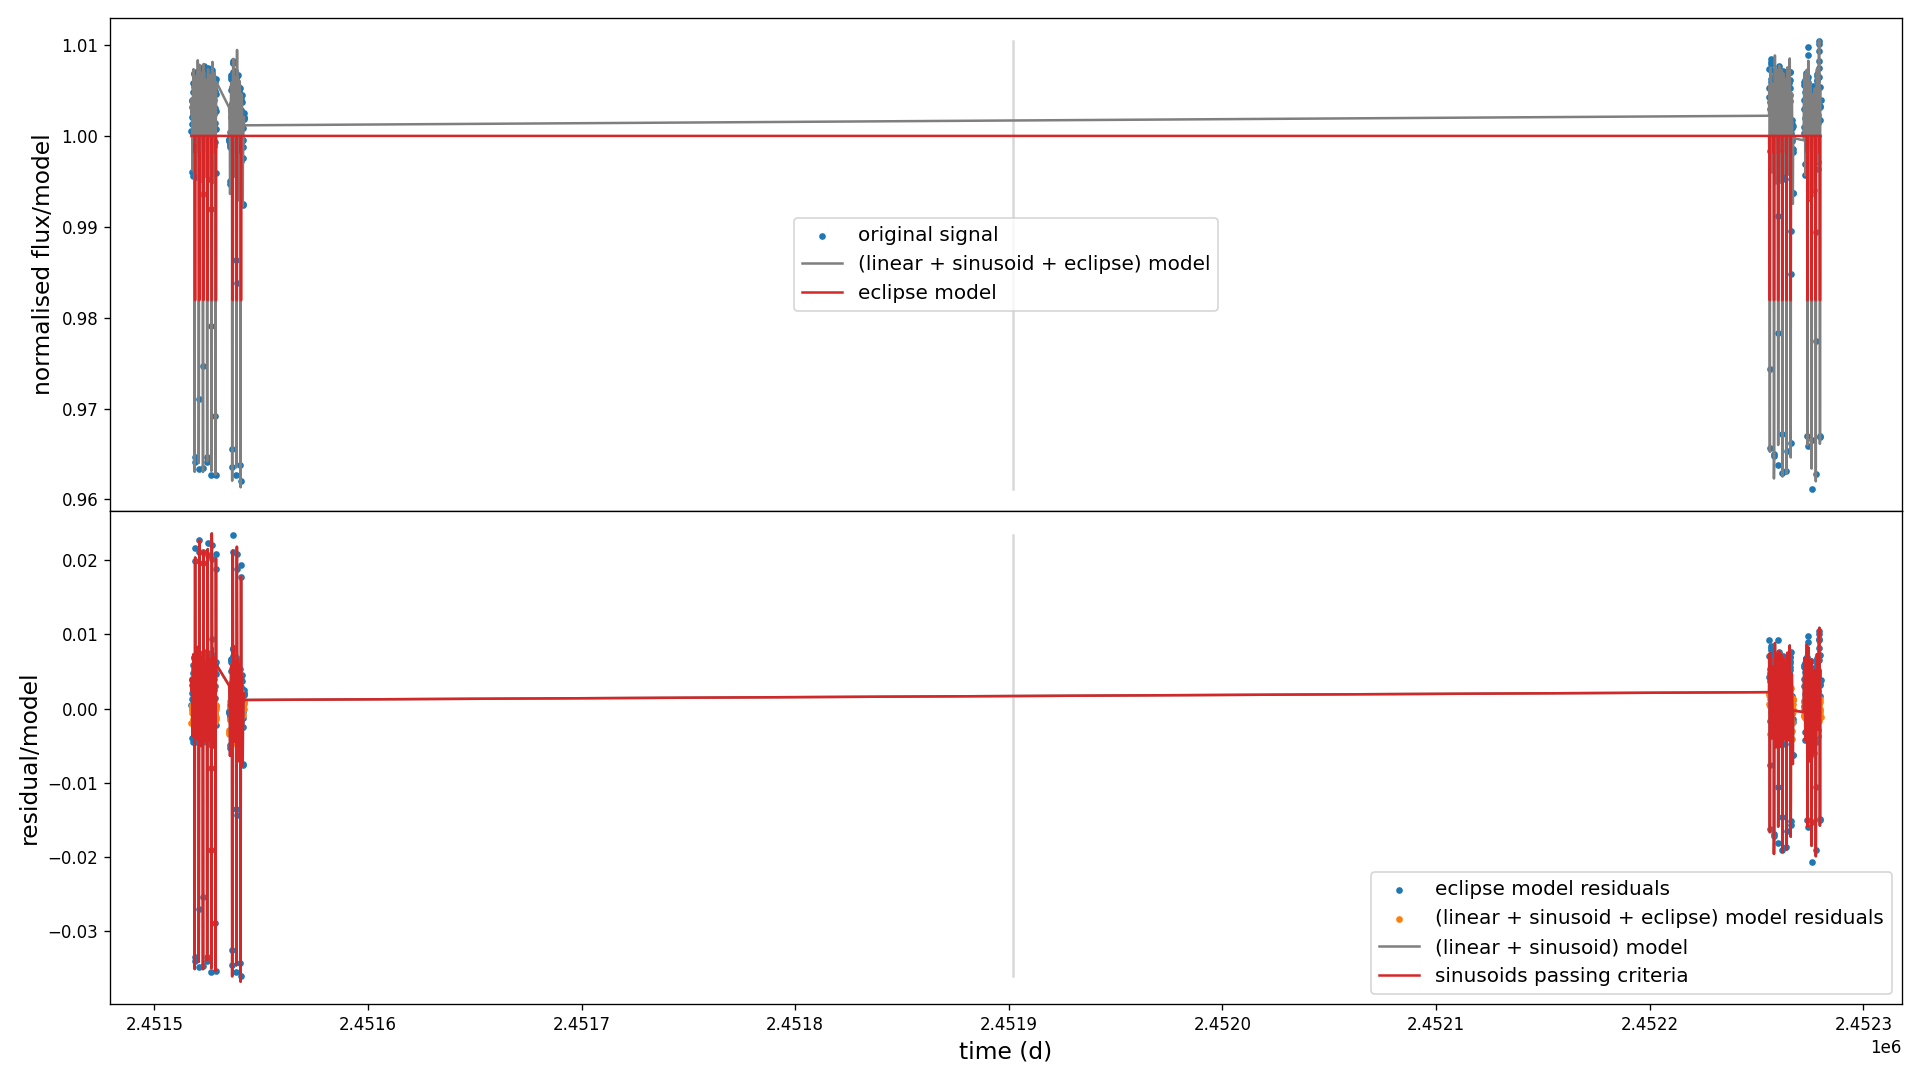 1.01
1.00
0.99
0.98
0.97
0.96
normalised flux/model
original signal
(linear + sinusoid + eclipse) model
eclipse model
0.02
0.01
0.00
−0.01
−0.02
−0.03
residual/model
eclipse model residuals
(linear + sinusoid + eclipse) model residuals
(linear + sinusoid) model
sinusoids passing criteria
2.4515 2.4516 2.4517 2.4518 2.4519 2.4520 2.4521 2.4522 2.4523
1e6
time (d)